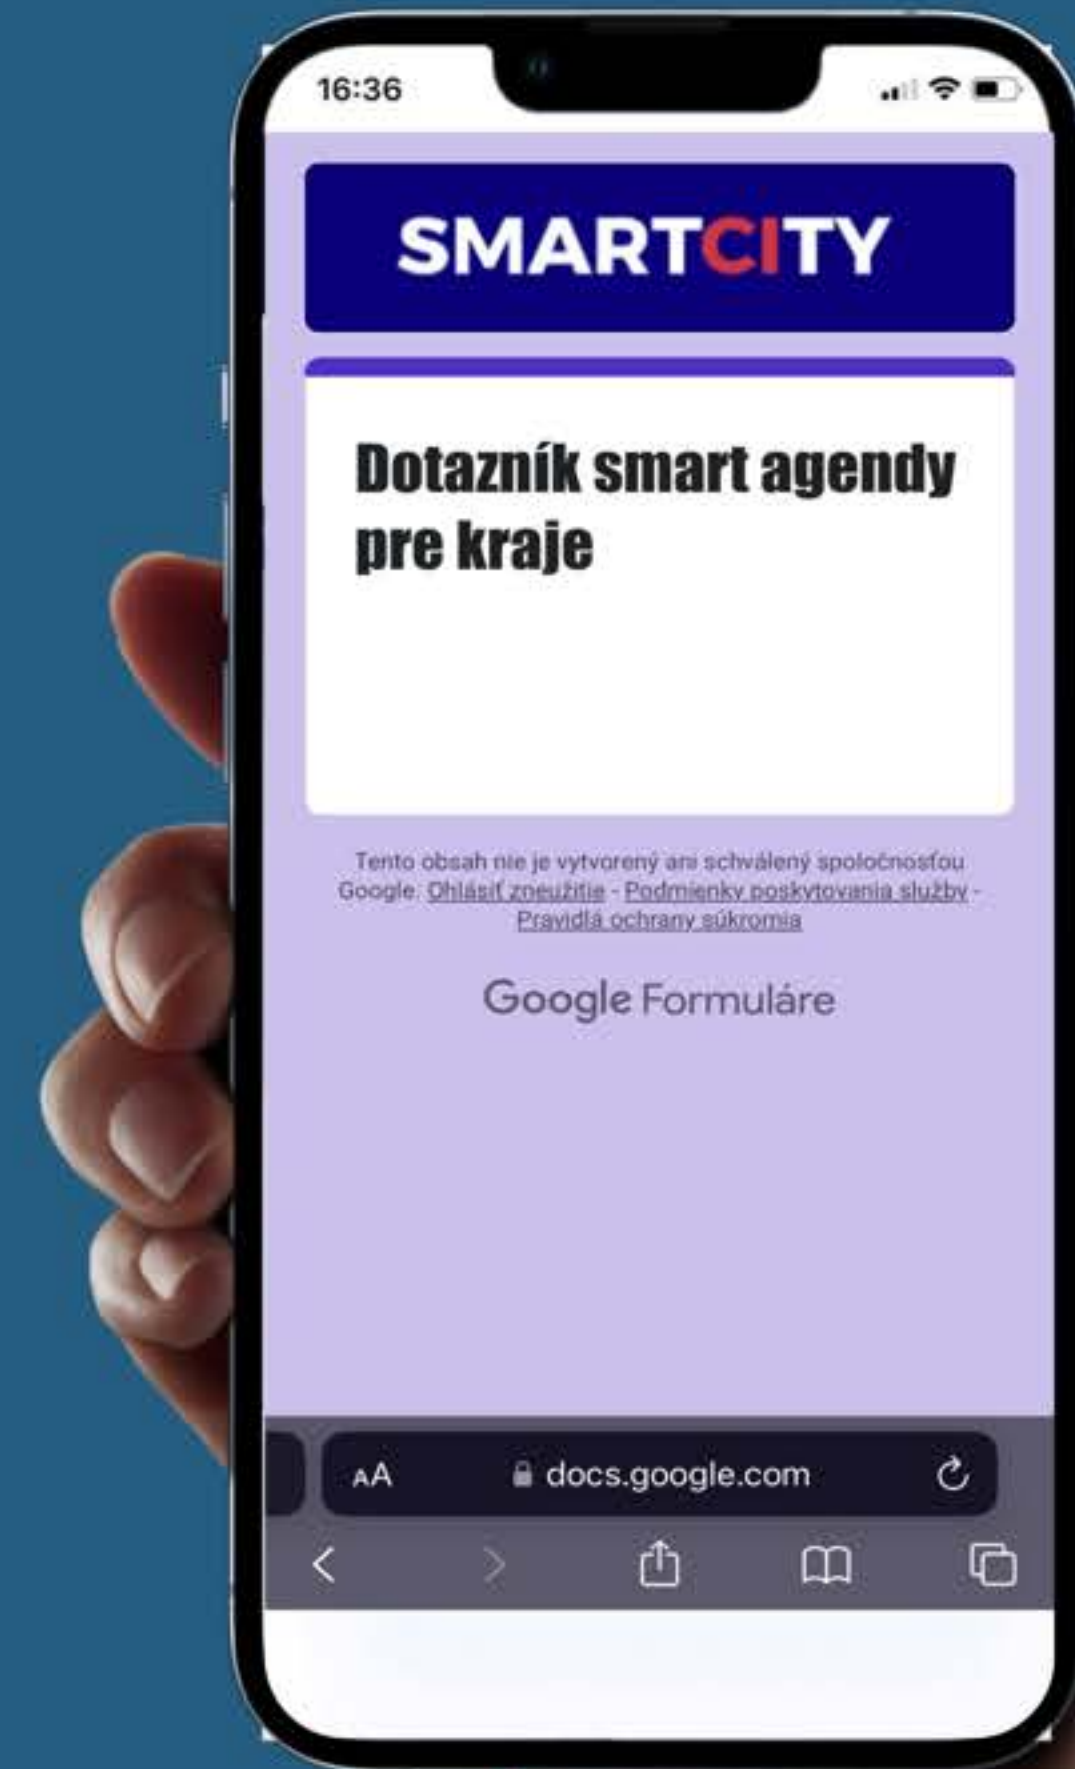 16:36
SMARTCITY
Dotazník smart agendy
pre kraje
Tento obsah nie je vytvorený ani schválený spoločnosťou
Google. Ohlásiť zneužitie - Podmienky poskytovania služby -
Pravidlá ochrany súkromia
Google Formuláre
AA docs.google.com